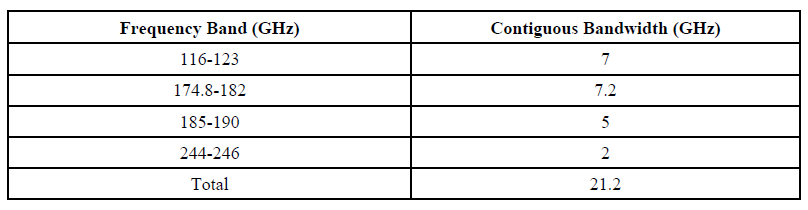 Frequency Band (GHz) Contiguous Bandwidth (GHz)
116-123 7
174.8-182 7.2
185-190 5
244-246 2
Total 21.2